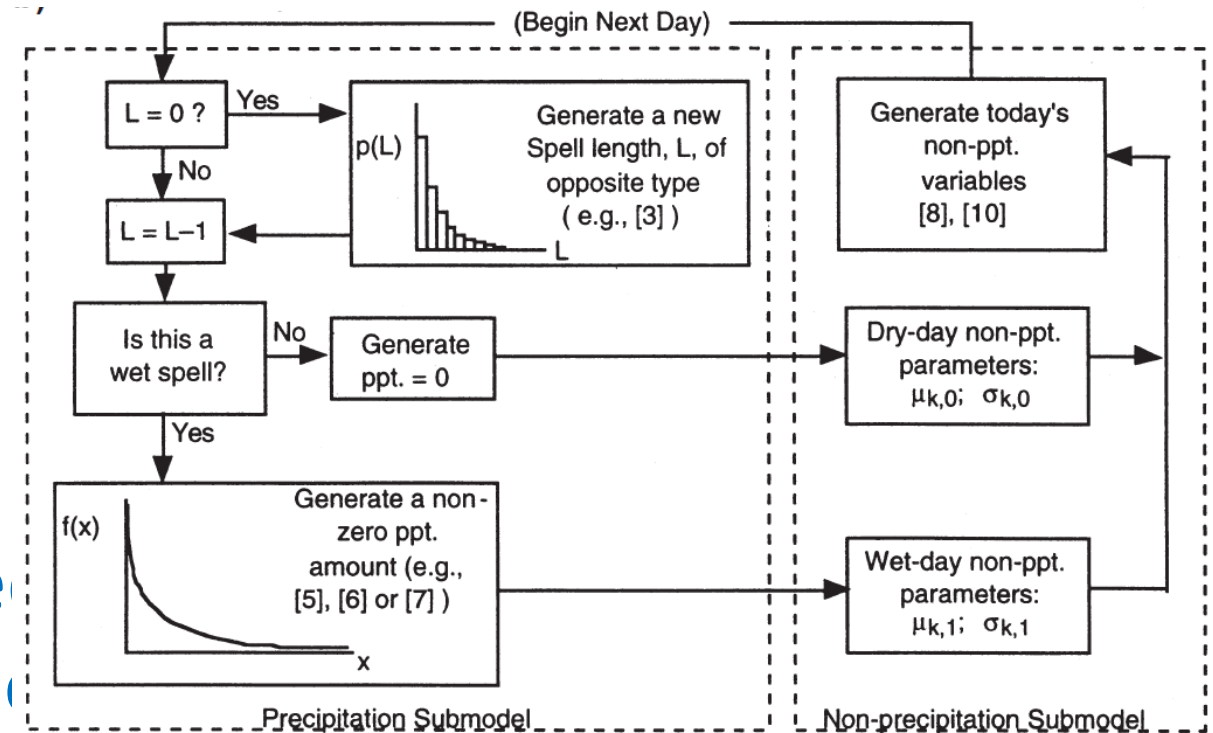 (Begin Next Day)
L = 0 ?
Yes
No
L = L–1
p(L)
L
Generate a new
Spell length, L, of
opposite type
( e.g., [3] )
Is this a
wet spell?
No
Yes
Generate
ppt. = 0
f(x)
x
Generate a non-
zero ppt.
amount (e.g.,
[5], [6] or [7] )
Precipitation Submodel
Generate today's
non-ppt.
variables
[8], [10]
Dry-day non-ppt.
parameters:
μk,0; σk,0
Wet-day non-ppt.
parameters:
μk,1; σk,1
Non-precipitation Submodel